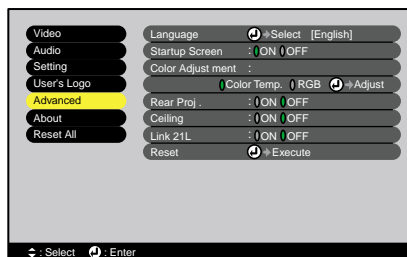 Video
Audio
Setting
User's Logo
Advanced
About
Reset All
Language Select [English]
Startup Screen : ON OFF
Color Adjust ment :
Color Temp. RGB Adjust
Rear Proj . : ON OFF
Ceiling : ON OFF
Link 21L : ON OFF
Reset Execute
: Select : Enter